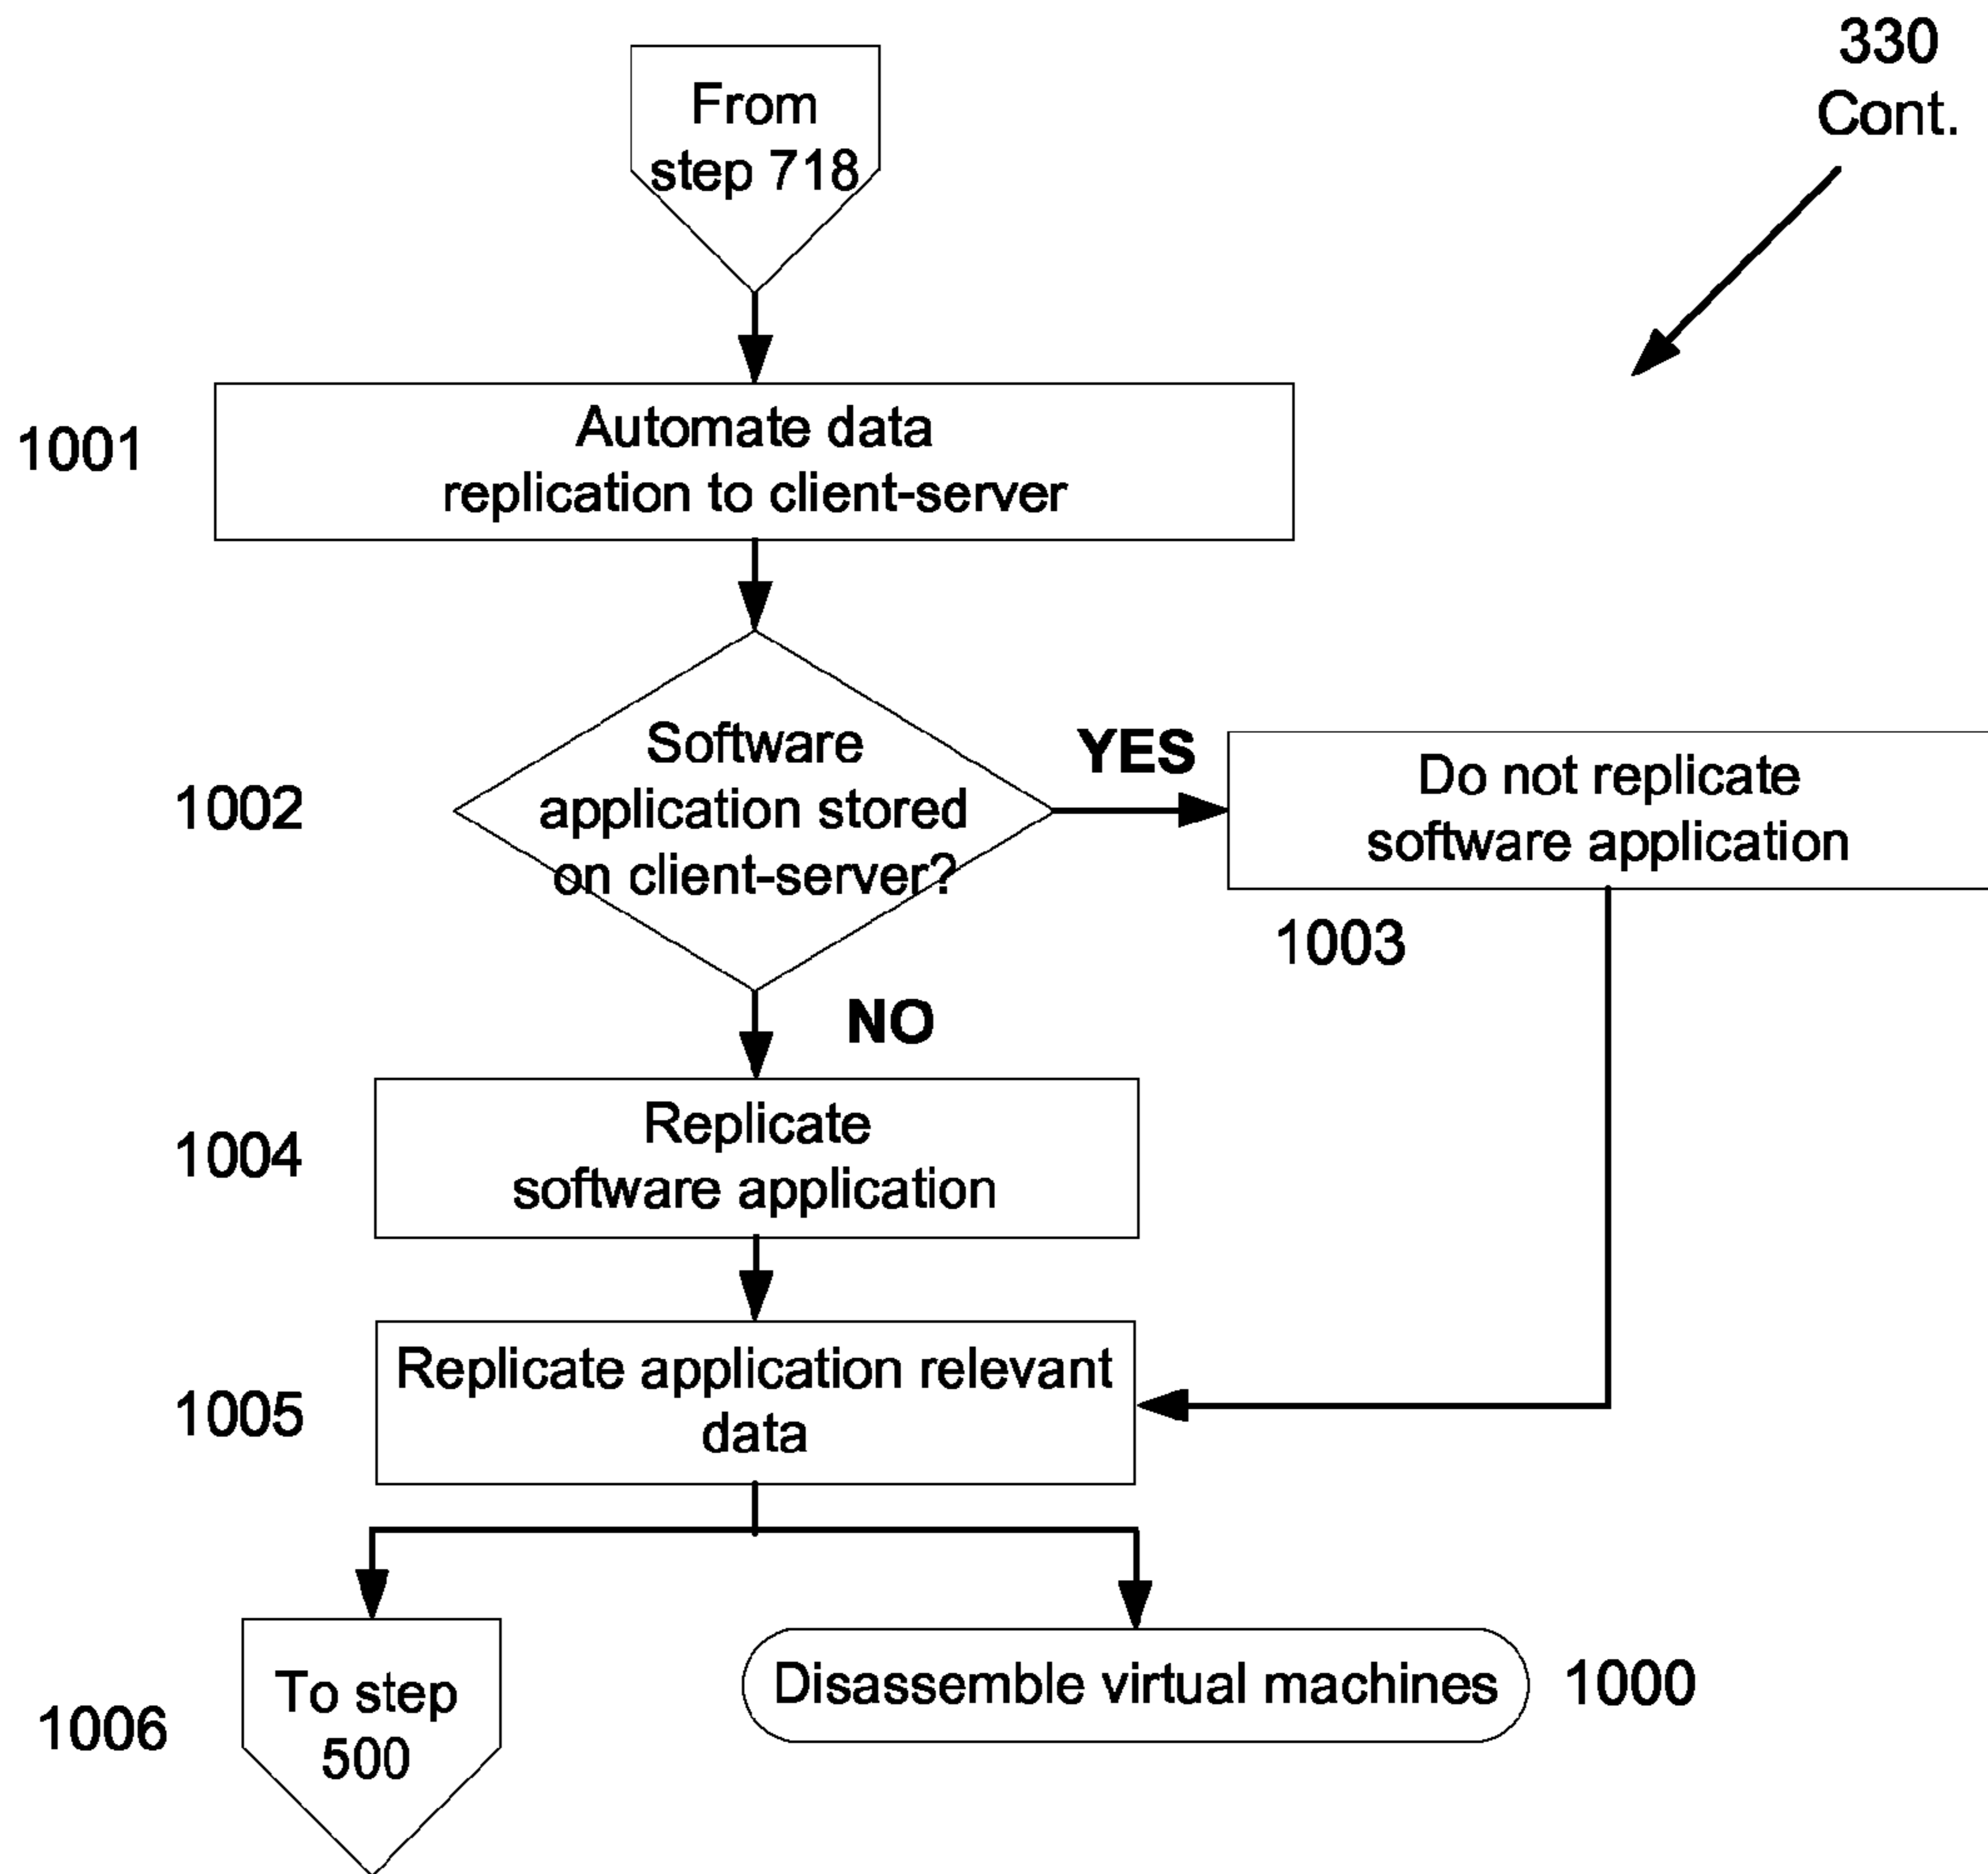 330
Cont.
From
step 718
1001
Automate data
replication to client-server
1002
Software
application stored
on client-server?
YES
Do not replicate
software application
1003
NO
1004
Replicate
software application
1005
Replicate application relevant
data
1006
To step
500
Disassemble virtual machines
1000